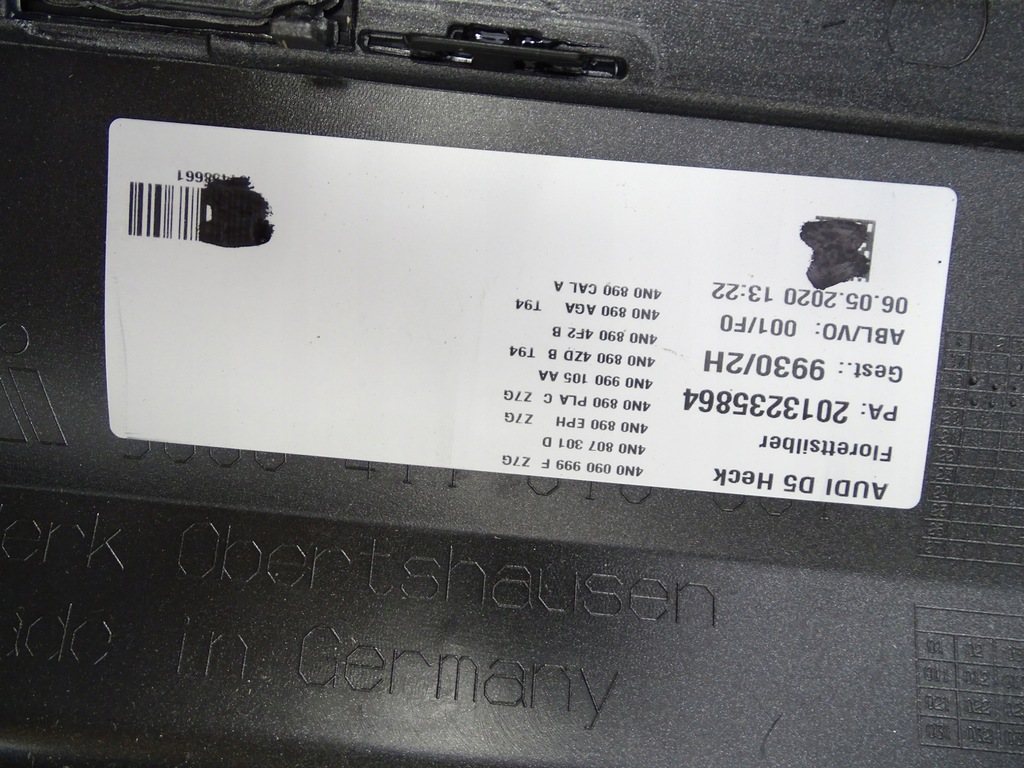 AUDI D5 Heck
Florettsilber
PA: 2013235864
Gest.: 9930/2H
ABL/VO: 001/F0
06.05.2020 13:22
4N0 090 999 F Z7G
4N0 807 301 D
4N0 890 EPH Z7G
4N0 890 PLA C Z7G
4N0 990 105 AA
4N0 890 4ZD B T94
4N0 890 4F2 B
4N0 890 AGA T94
4N0 890 CAL A
Obertshausen
in Germany